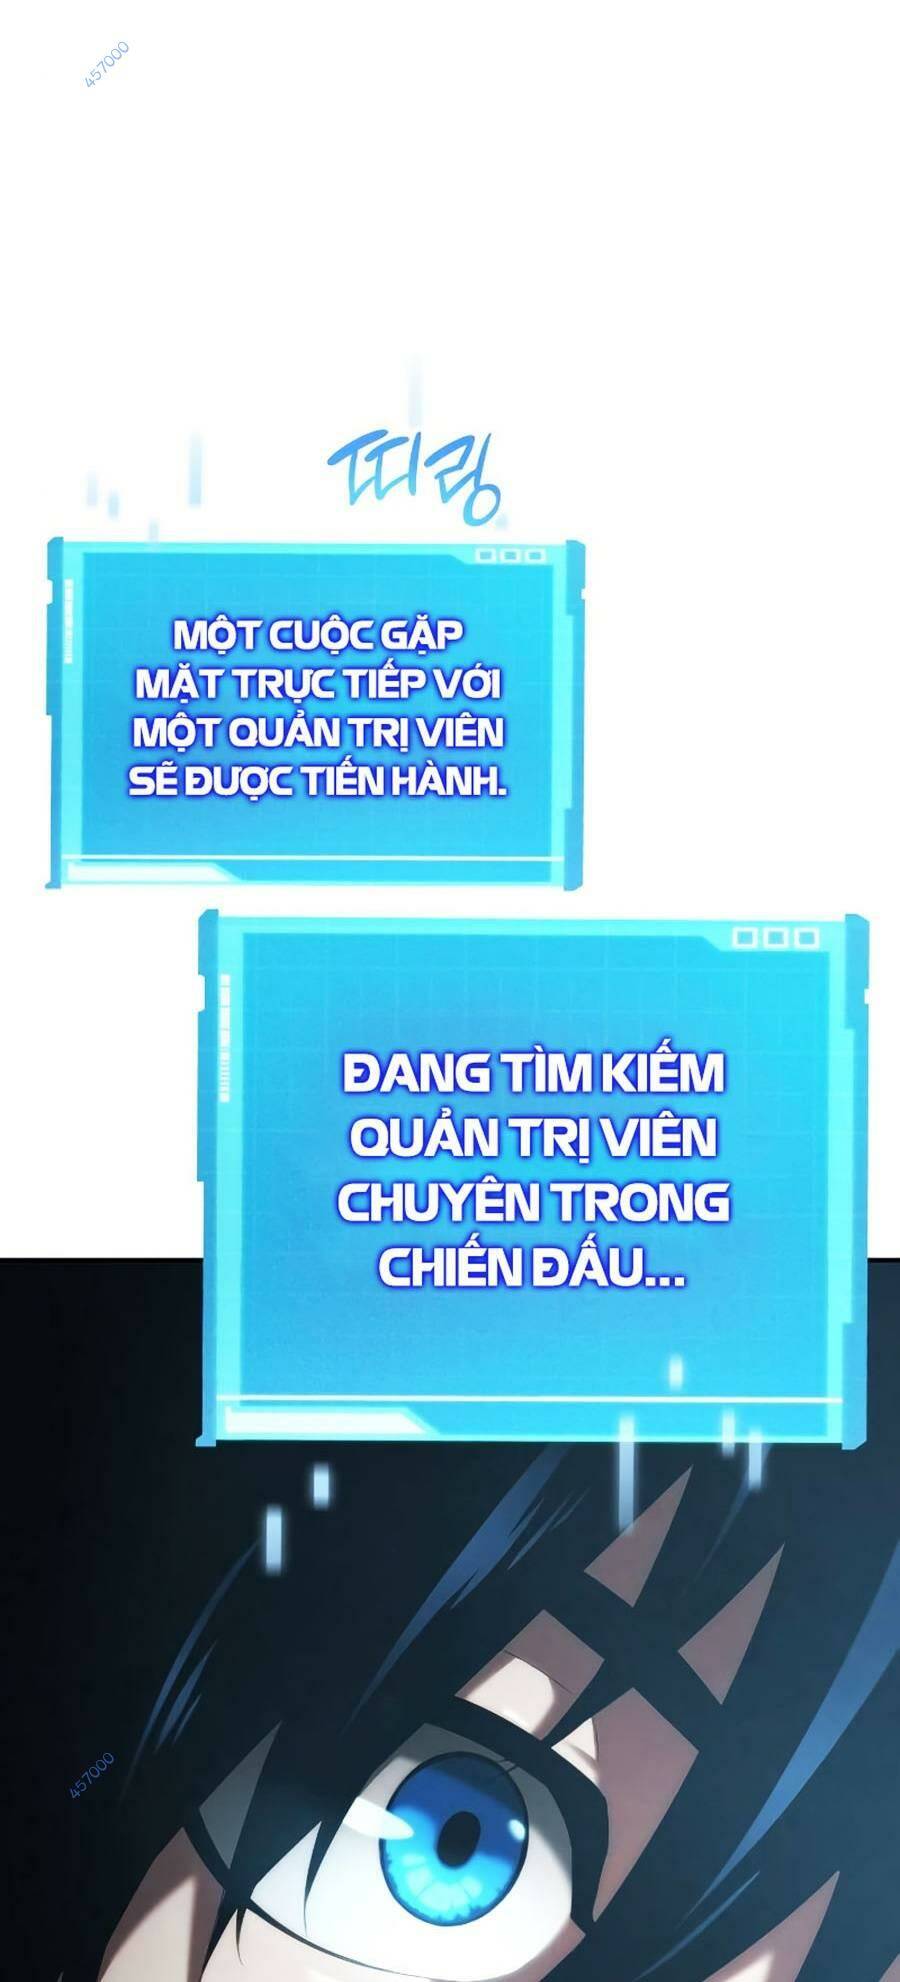 457000
띠링
MỘT CUỘC GẶP
MẶT TRỰC TIẾP VỚI
MỘT QUẢN TRỊ VIÊN
SẼ ĐƯỢC TIẾN HÀNH.
ĐANG TÌM KIẾM
QUẢN TRỊ VIÊN
CHUYÊN TRONG
CHIẾN ĐẤU...
457000